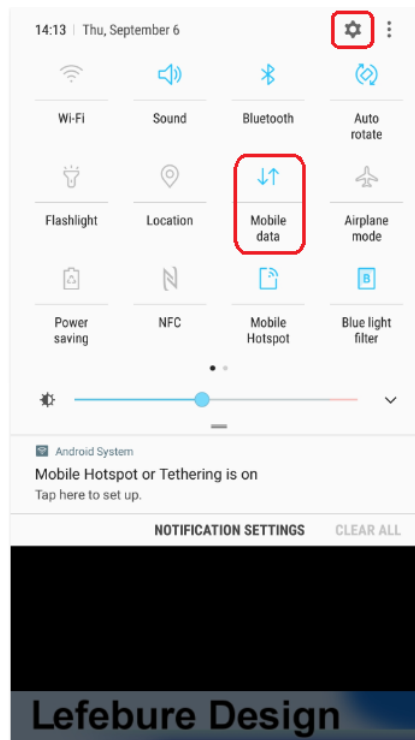 14:13 | Thu, September 6
Wi-Fi
Sound
Bluetooth
Auto
rotate
Flashlight
Location
Mobile
data
Airplane
mode
Power
saving
NFC
Mobile
Hotspot
Blue light
filter
B
Android System
Mobile Hotspot or Tethering is on
Tap here to set up.
NOTIFICATION SETTINGS
CLEAR ALL
Lefebure Design